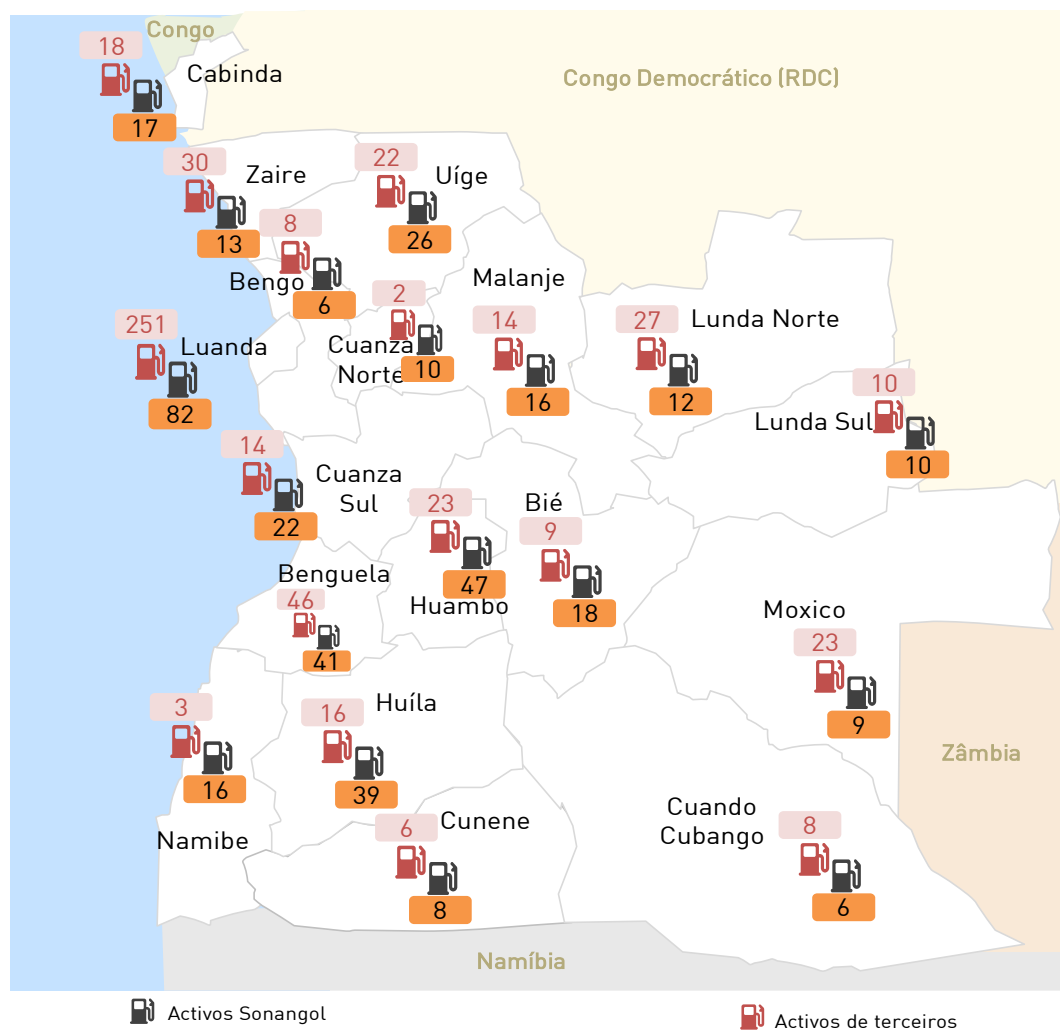 Congo
18
Cabinda
17
Congo Democrático (RDC)
30
Zaire
13
22
Uíge
26
8
Bengo
6
Malanje
14
16
2
Cuanza
Norte
10
27
Lunda Norte
12
251
Luanda
82
10
Lunda Sul
10
14
Cuanza
Sul
22
23
47
Huambo
Bié
9
18
Benguela
46
41
Moxico
23
9
3
16
Namibe
Huíla
16
39
Zâmbia
6
Cunene
8
Cuando
Cubango
8
6
Namíbia
Activos Sonangol
Activos de terceiros